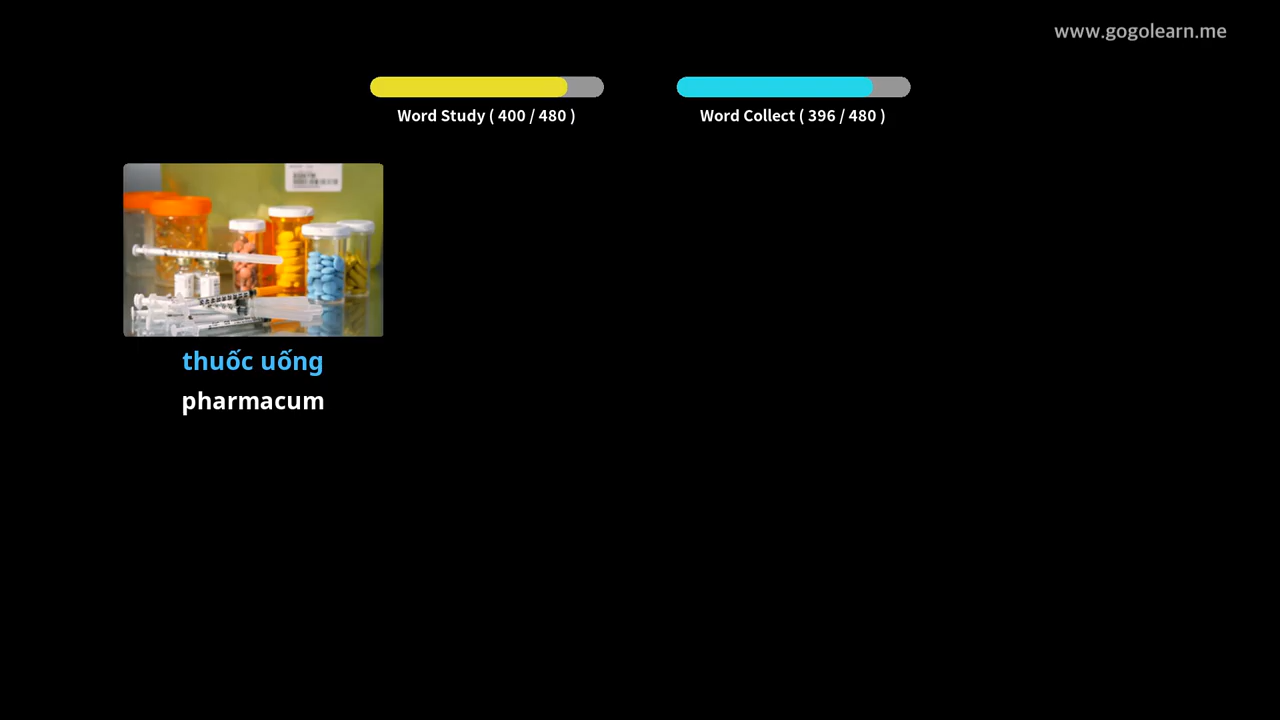 www.gogolearn.me
Word Study ( 400 / 480 )
Word Collect ( 396 / 480 )
thuốc uống
pharmacum